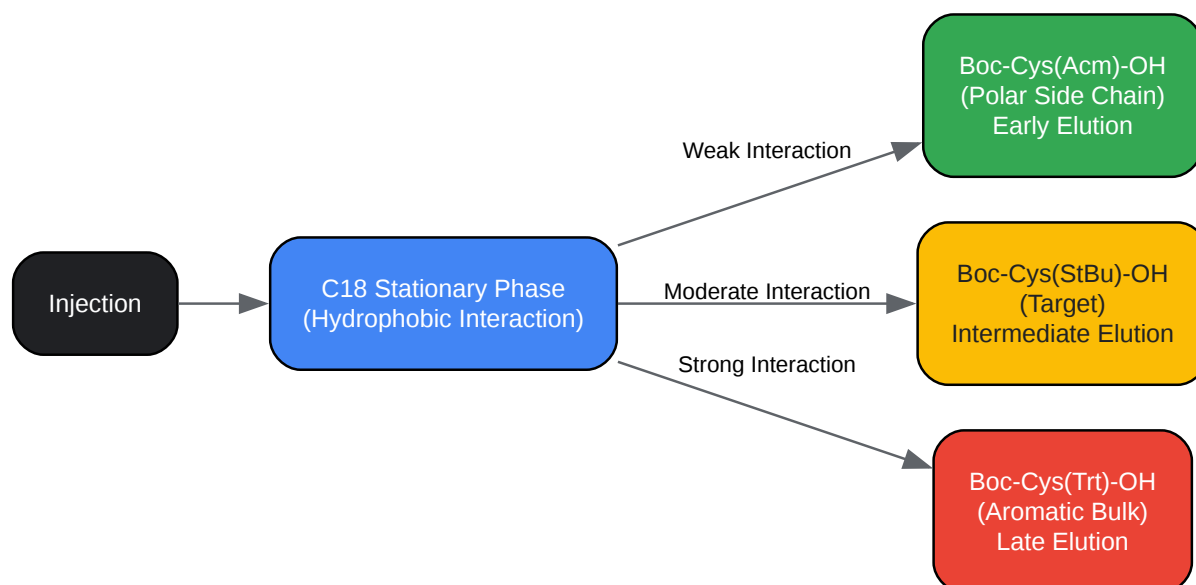 Injection
C18 Stationary Phase
(Hydrophobic Interaction)
Weak Interaction
Moderate Interaction
Strong Interaction
Boc-Cys(Acm)-OH
(Polar Side Chain)
Early Elution
Boc-Cys(StBu)-OH
(Target)
Intermediate Elution
Boc-Cys(Trt)-OH
(Aromatic Bulk)
Late Elution